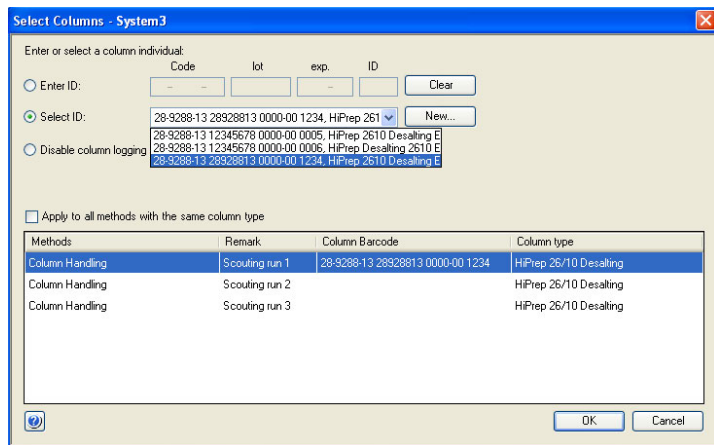 Select Columns - System3
Enter or select a column individual:
Code lot exp. ID
Enter ID: - - - Clear
Select ID: 28-9288-13 28928813 0000-00 1234, HiPrep 261 New...
28-9288-13 12345678 0000-00 0005, HiPrep 2610 Desalting E
Disable column logging 28-9288-13 12345678 0000-00 0006, HiPrep Desalting 2610 E
28-9288-13 28928813 0000-00 1234, HiPrep 2610 Desalting E
Apply to all methods with the same column type
Methods Remark Column Barcode Column type
Column Handling Scouting run 1 28-9288-13 28928813 0000-00 1234 HiPrep 26/10 Desalting
Column Handling Scouting run 2 HiPrep 26/10 Desalting
Column Handling Scouting run 3 HiPrep 26/10 Desalting
? OK Cancel